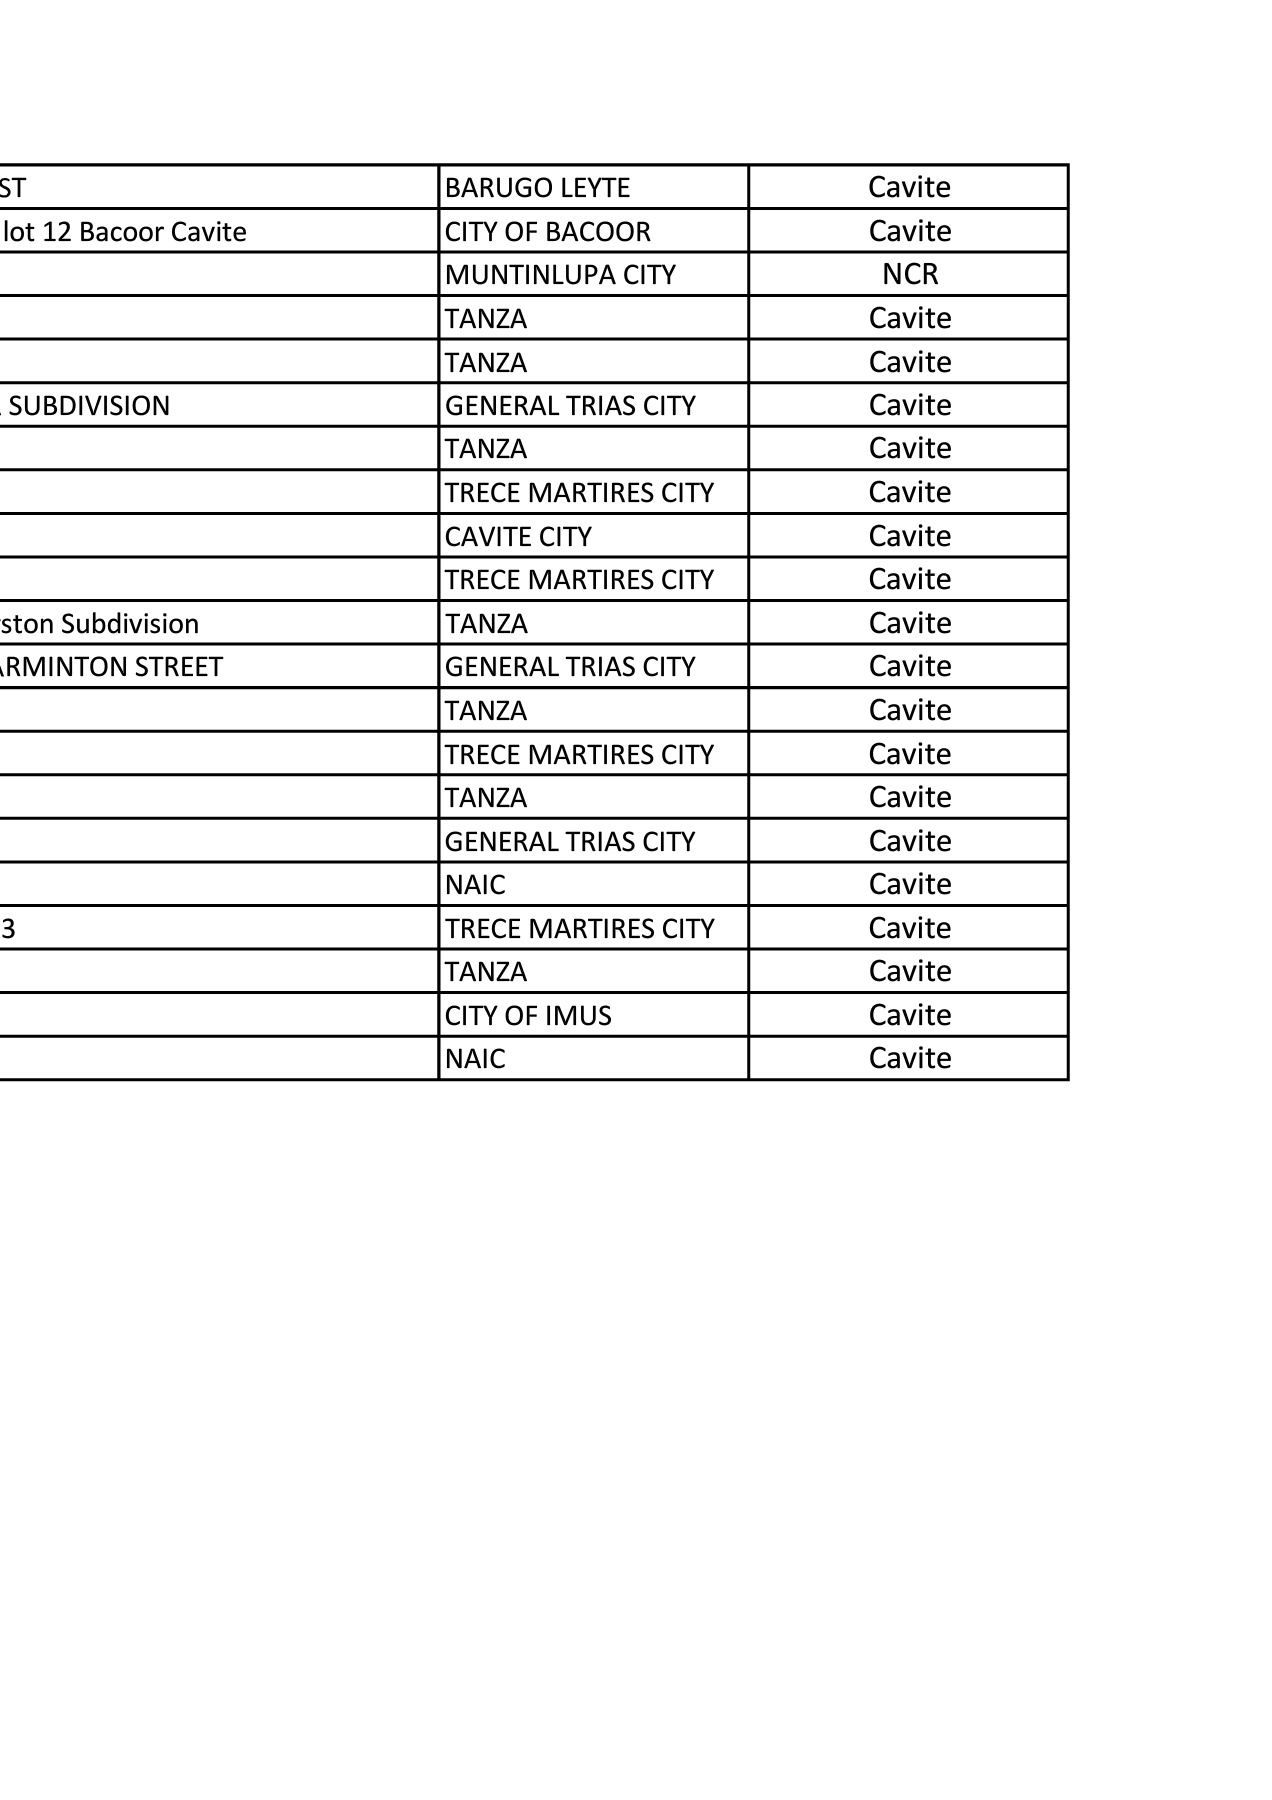 ST BARUGO LEYTE Cavite
lot 12 Bacoor Cavite CITY OF BACOOR Cavite
MUNTINLUPA CITY NCR
TANZA Cavite
TANZA Cavite
SUBDIVISION GENERAL TRIAS CITY Cavite
TANZA Cavite
TRECE MARTIRES CITY Cavite
CAVITE CITY Cavite
TRECE MARTIRES CITY Cavite
ston Subdivision TANZA Cavite
ARMINTON STREET GENERAL TRIAS CITY Cavite
TANZA Cavite
TRECE MARTIRES CITY Cavite
TANZA Cavite
GENERAL TRIAS CITY Cavite
NAIC Cavite
3 TRECE MARTIRES CITY Cavite
TANZA Cavite
CITY OF IMUS Cavite
NAIC Cavite